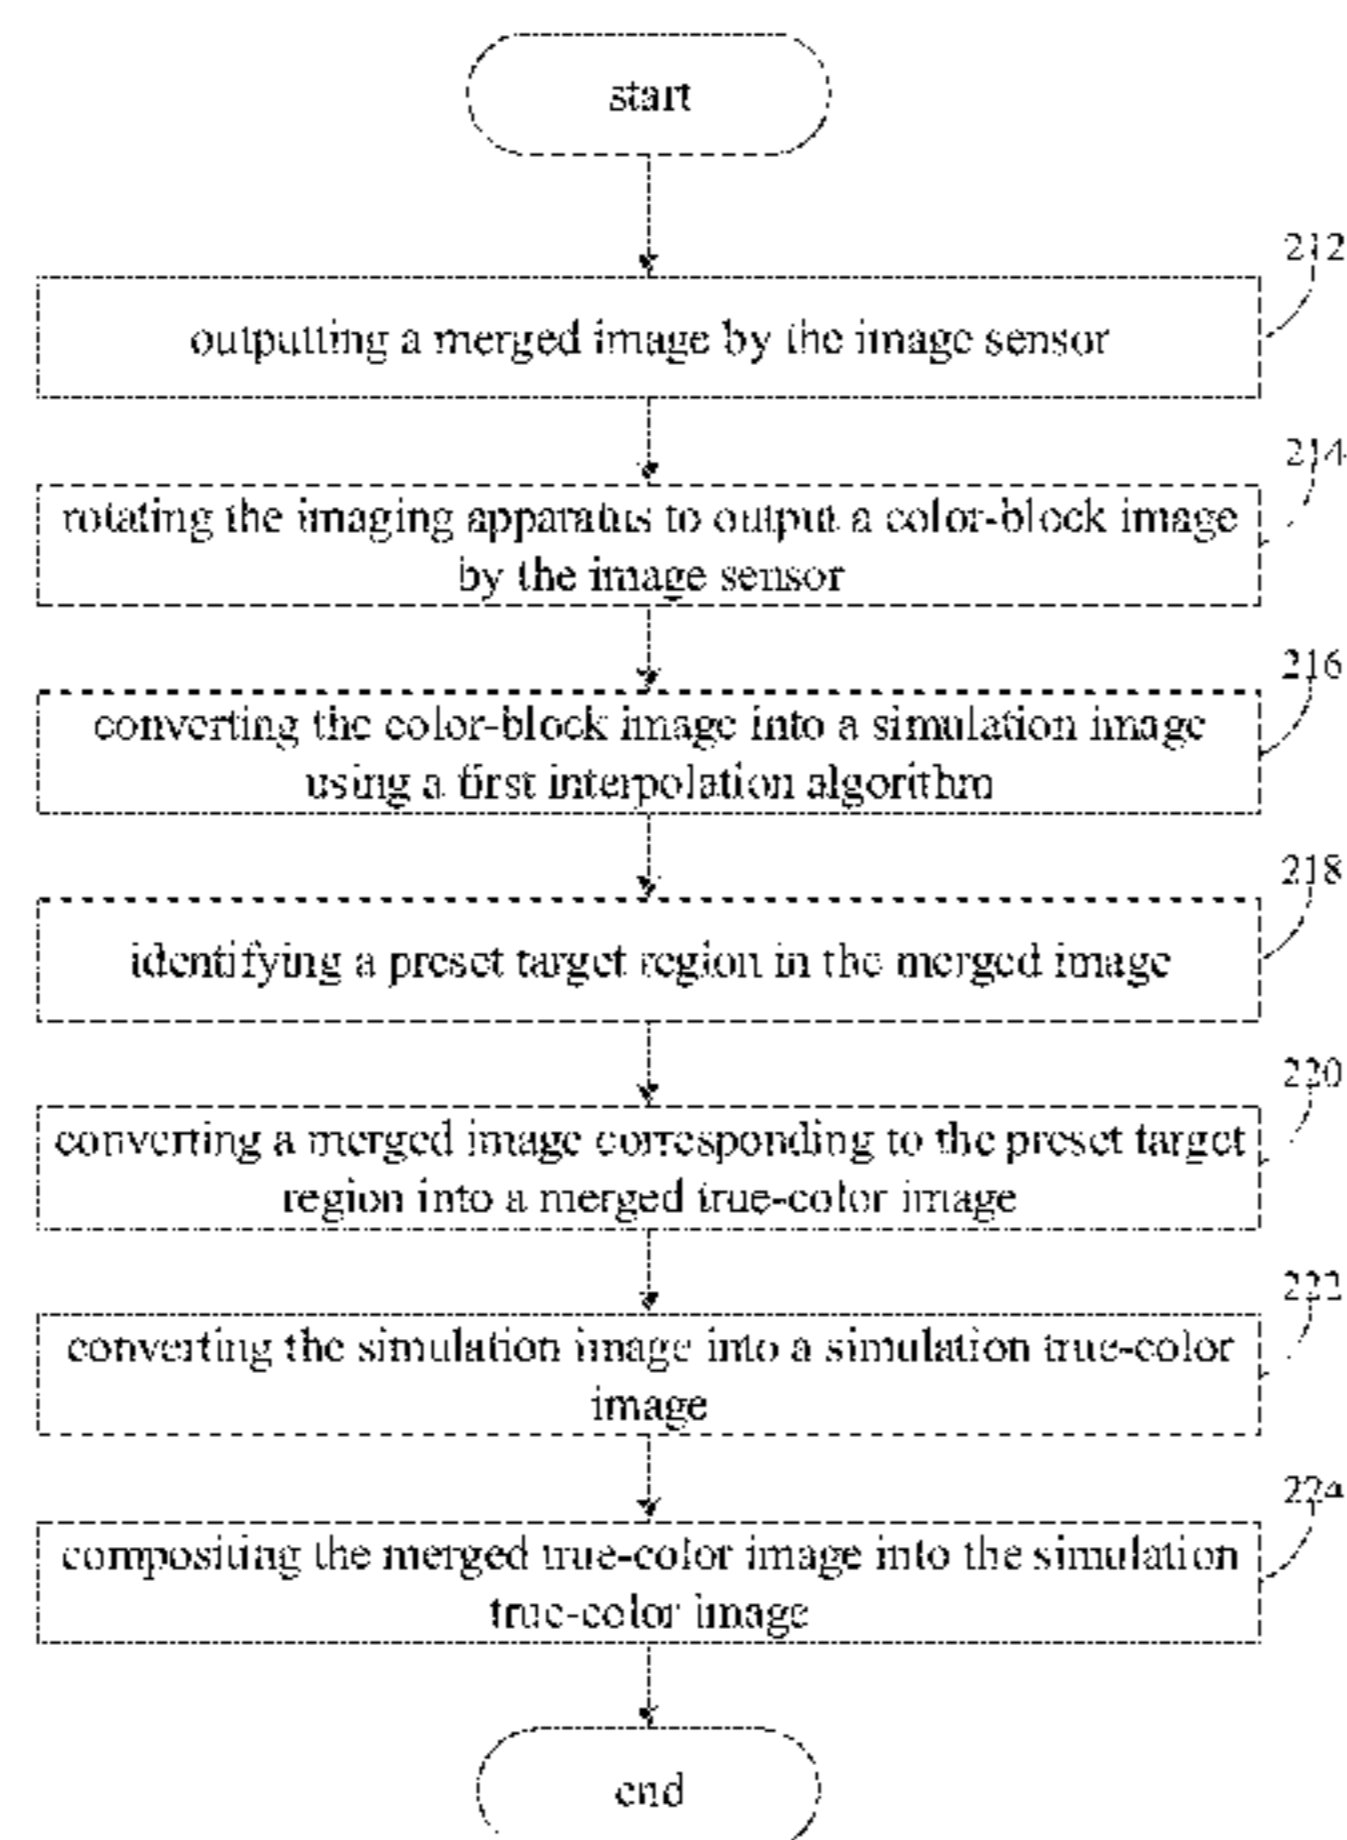 start
212
outputting a merged image by the image sensor
214
rotating the imaging apparatus to output a color-block image
by the image sensor
216
converting the color-block image into a simulation image
using a first interpolation algorithm
218
identifying a preset target region in the merged image
220
converting a merged image corresponding to the preset target
region into a merged true-color image
222
converting the simulation image into a simulation true-color
image
224
compositing the merged true-color image into the simulation
true-color image
end